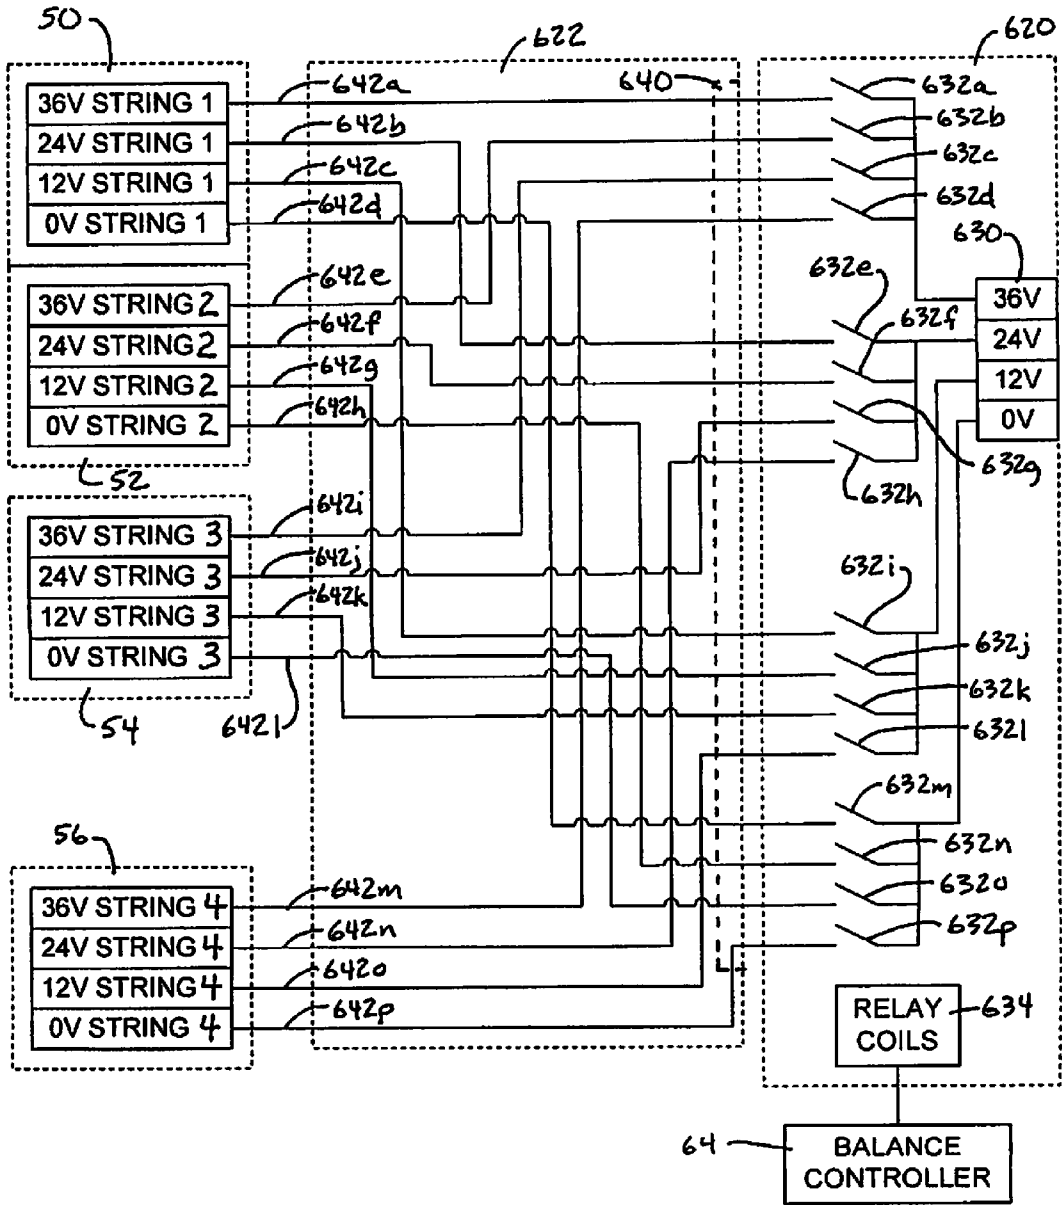 50
622
620
36V STRING 1
642a
640
632a
24V STRING 1
642b
632b
12V STRING 1
642c
632c
0V STRING 1
642d
632d
630
36V STRING 2
642e
632e
36V
24V STRING 2
642f
632f
24V
12V STRING 2
642g
12V
0V STRING 2
642h
0V
632g
52
632h
36V STRING 3
642i
24V STRING 3
642j
632i
12V STRING 3
642k
0V STRING 3
632j
54
642l
632k
632l
632m
56
632n
36V STRING 4
642m
632o
24V STRING 4
642n
632p
12V STRING 4
642o
0V STRING 4
642p
RELAY
COILS
634
64
BALANCE
CONTROLLER